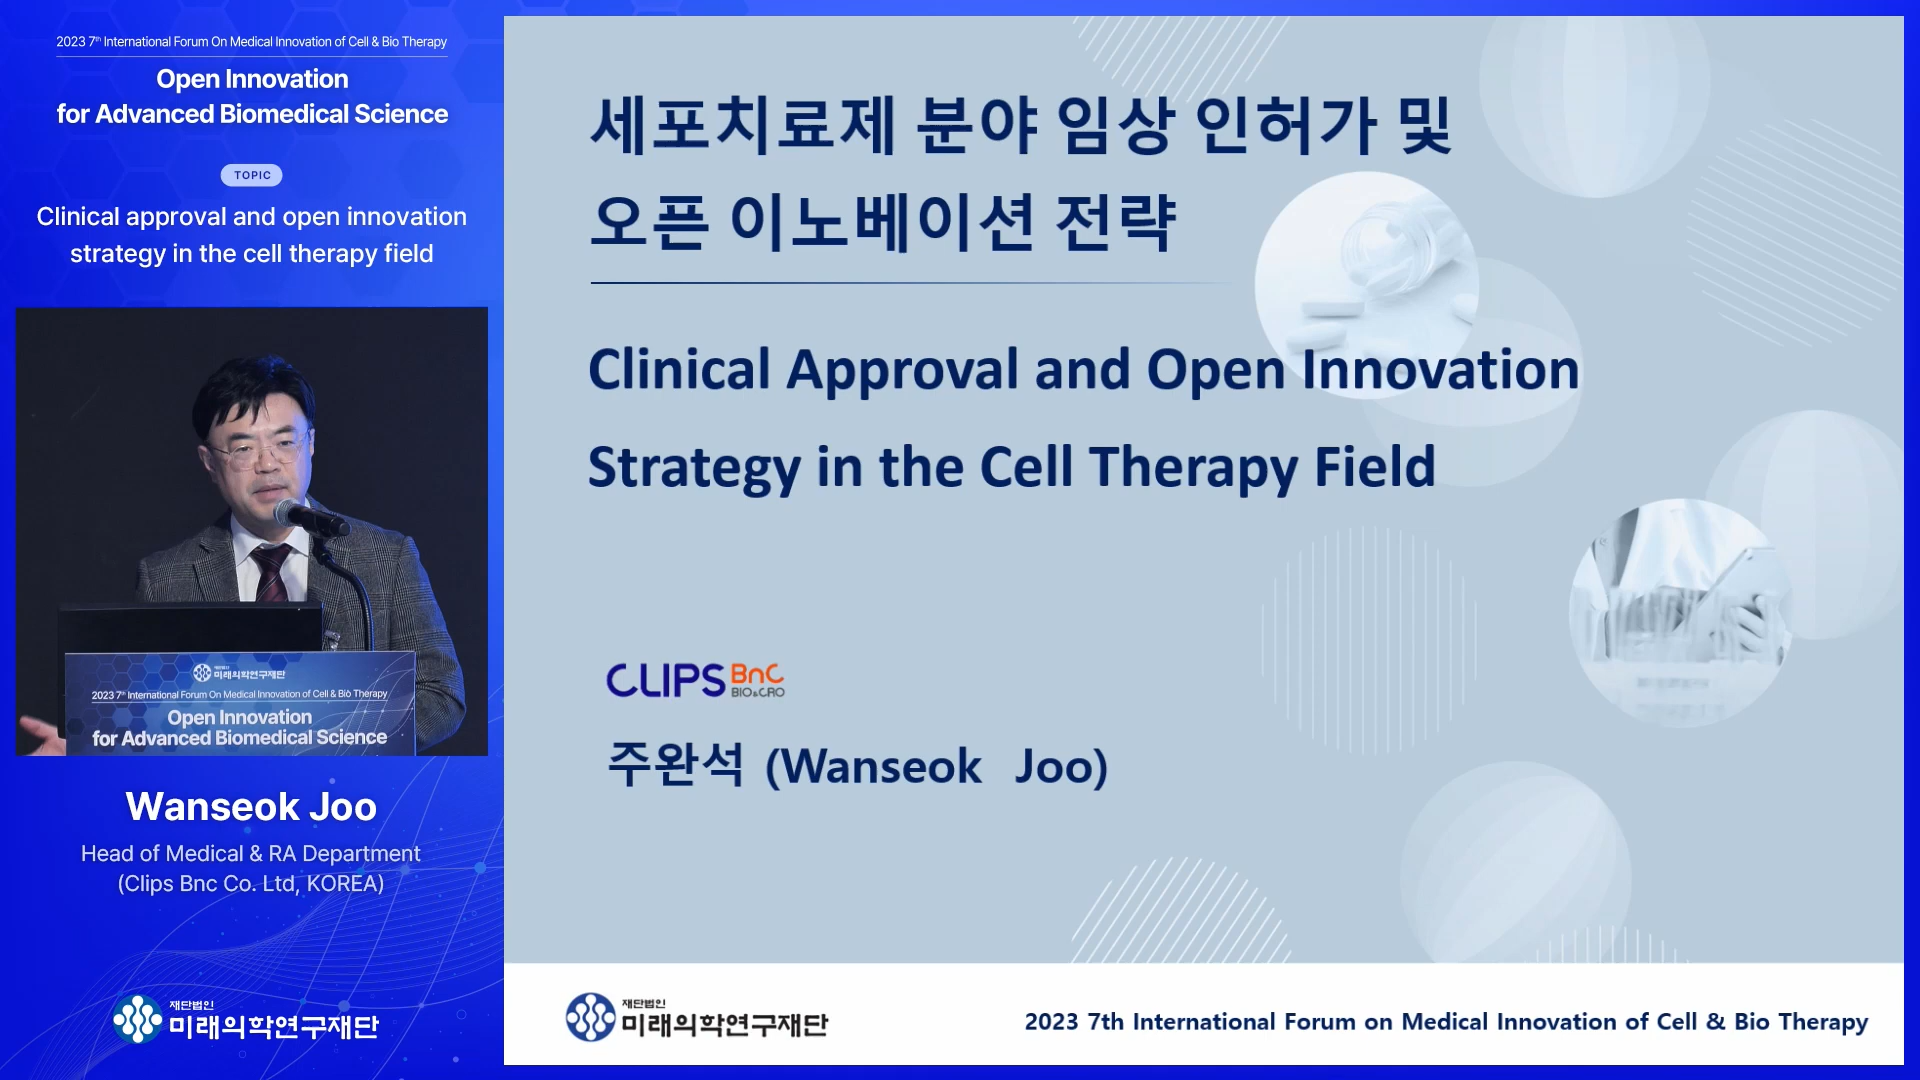 2023 7th International Forum On Medical Innovation of Cell & Bio Therapy
Open Innovation
for Advanced Biomedical Science
TOPIC
Clinical approval and open innovation
strategy in the cell therapy field
재단법인
미래의학연구재단
2023 7th International Forum On Medical Innovation of Cell & Bio Therapy
Open Innovation
for Advanced Biomedical Science
Wanseok Joo
Head of Medical & RA Department
(Clips Bnc Co. Ltd, KOREA)
재단법인
미래의학연구재단
세포치료제 분야 임상 인허가 및
오픈 이노베이션 전략
Clinical Approval and Open Innovation
Strategy in the Cell Therapy Field
CLIPS BnC
BIO&CRO
주완석 (Wanseok Joo)
재단법인
미래의학연구재단
2023 7th International Forum on Medical Innovation of Cell & Bio Therapy